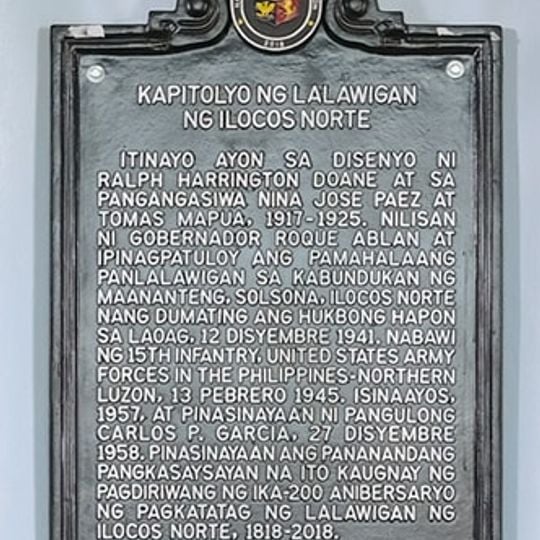 2018
KAPITOLYO NG LALAWIGAN
NG ILOCOS NORTE
ITINAYO AYON SA DISENYO NI
RALPH HARRINGTON DOANE AT SA
PANGANGASIWA NINA JOSE PAEZ AT
TOMAS MAPUA, 1917-1925. NILISAN
NI GOBERNADOR ROQUE ABLAN AT
IPINAGPATULOY ANG PAMAHALAANG
PANLALAWIGAN SA KABUNDUKAN NG
MAANANTENG, SOLSONA, ILOCOS NORTE
NANG DUMATING ANG HUKBONG HAPON
SA LAOAG, 12 DISYEMBRE 1941. NABAWI
NG 15TH INFANTRY, UNITED STATES ARMY
FORCES IN THE PHILIPPINES-NORTHERN
LUZON, 13 PEBRERO 1945. ISINAAYOS,
1957, AT PINASINAYAAN NI PANGULONG
CARLOS P. GARCIA, 27 DISYEMBRE
1958. PINASINAYAAN ANG PANANANDANG
PANGKASAYSAYAN NA ITO KAUGNAY NG
PAGDIRIWANG NG IKA-200 ANIBERSARYO
NG PAGKATATAG NG LALAWIGAN NG
ILOCOS NORTE, 1818-2018.